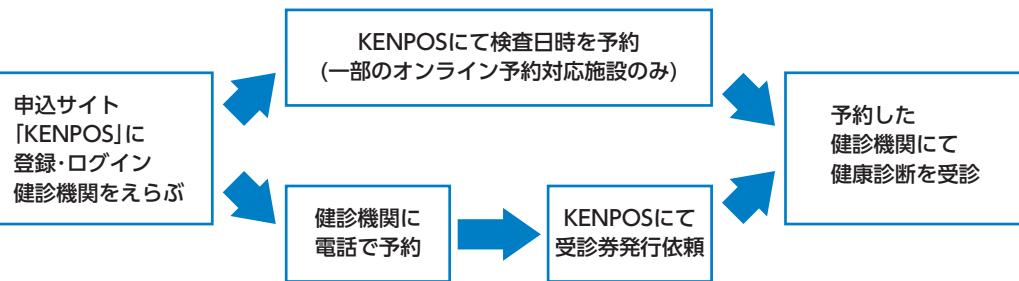 申込サイト
「KENPOS」に
登録・ログイン
健診機関をえらぶ
KENPOSにて検査日時を予約
(一部のオンライン予約対応施設のみ)
健診機関に
電話で予約
KENPOSにて
受診券発行依頼
予約した
健診機関にて
健康診断を受診